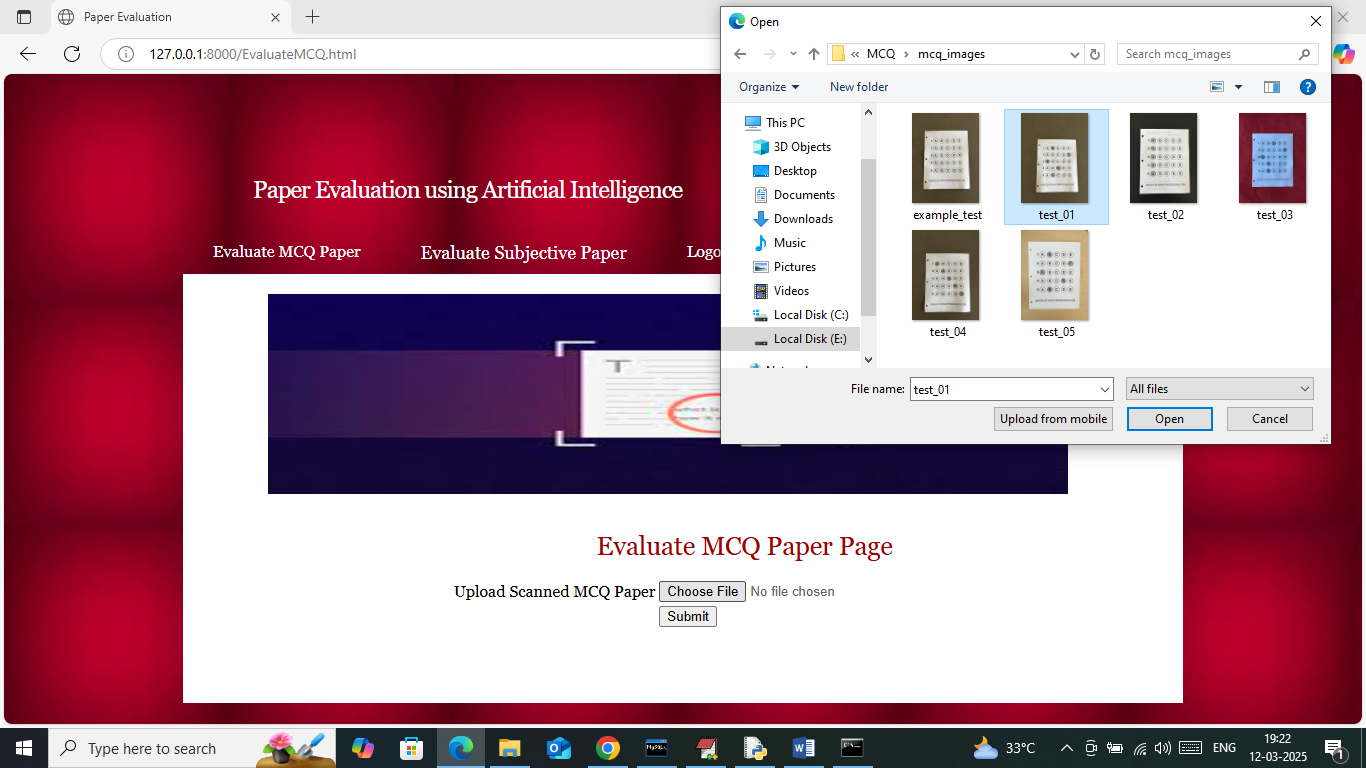 Paper Evaluation
127.0.0.1:8000/EvaluateMCQ.html
Paper Evaluation using Artificial Intelligence
Evaluate MCQ Paper Evaluate Subjective Paper Logo
T
Evaluate MCQ Paper Page
Upload Scanned MCQ Paper Choose File No file chosen
Submit
Open
« MCQ › mcq_images Search mcq_images
Organize New folder
This PC
3D Objects
Desktop
Documents
Downloads
Music
Pictures
Videos
Local Disk (C:)
Local Disk (E:)
example_test test_01 test_02 test_03
test_04 test_05
File name: test_01 All files
Upload from mobile Open Cancel
Type here to search
33°C ENG 19:22
12-03-2025
1